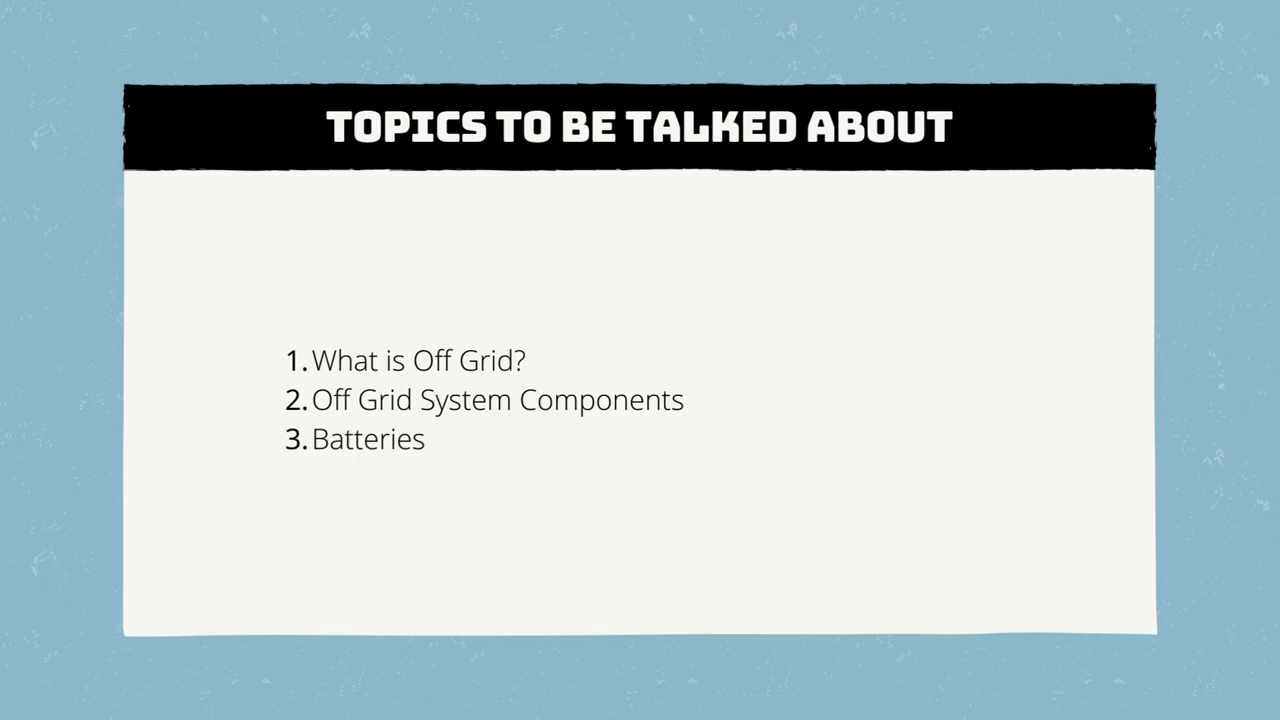 TOPICS TO BE TALKED ABOUT
1. What is Off Grid?
2. Off Grid System Components
3. Batteries